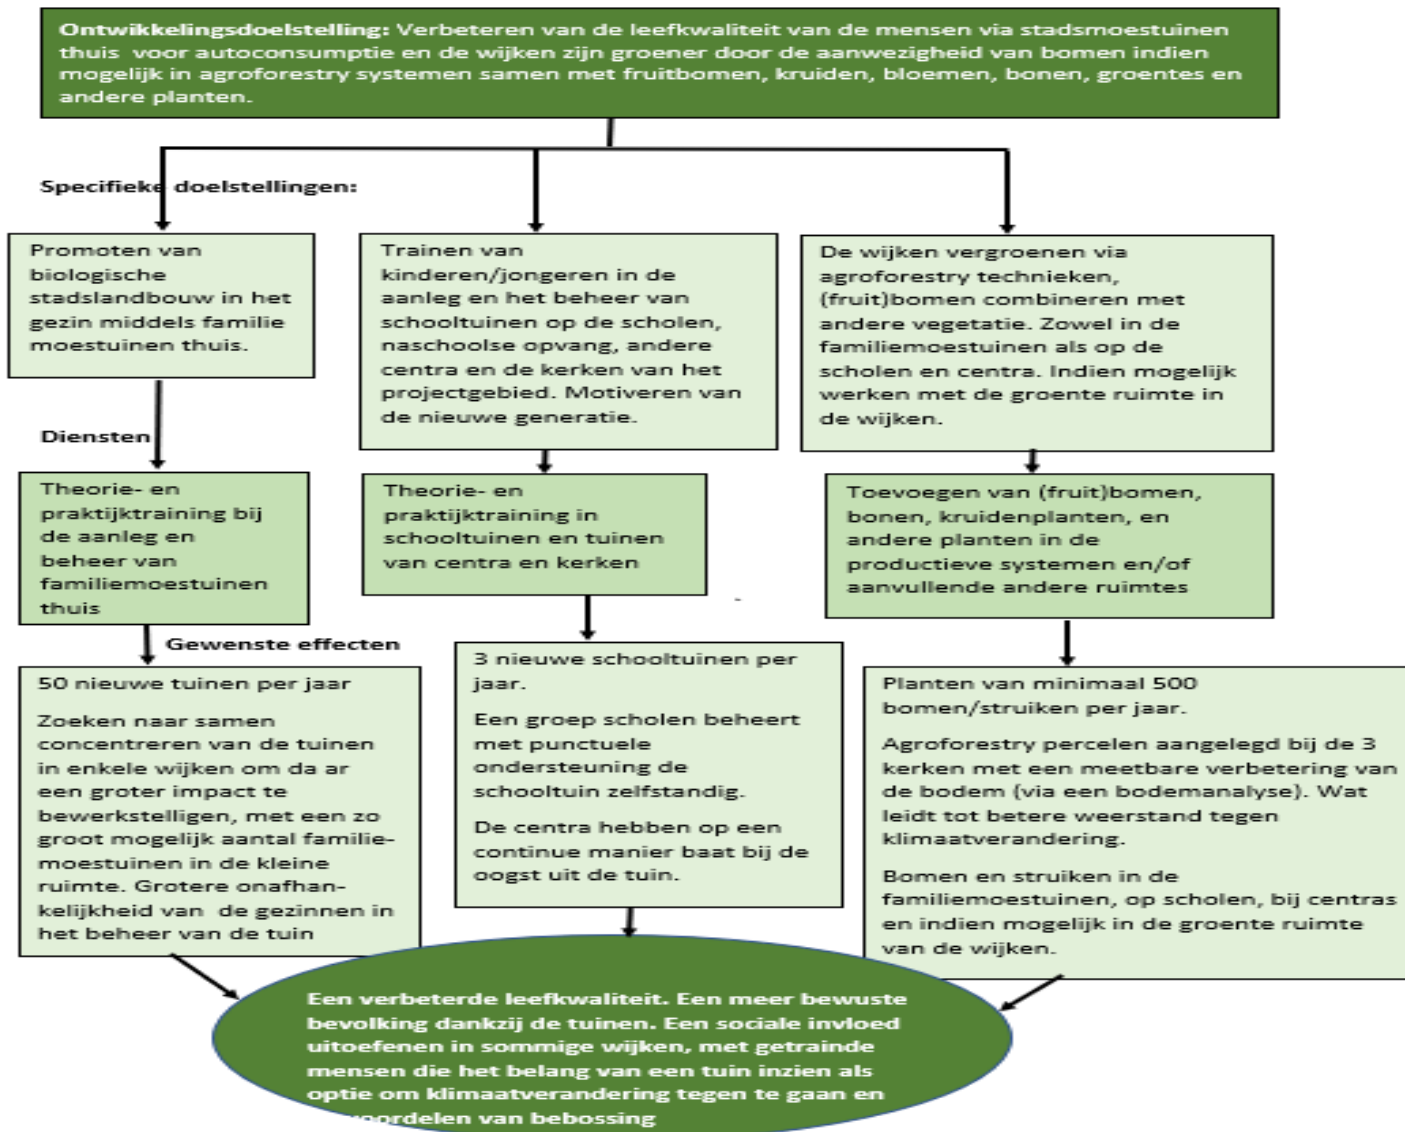 Ontwikkelingsdoelstelling: Verbeteren van de leefkwaliteit van de mensen via stadsmoestuinen
thuis voor autoconsumptie en de wijken zijn groener door de aanwezigheid van bomen indien
mogelijk in agroforestry systemen samen met fruitbomen, kruiden, bloemen, bonen, groentes en
andere planten.
Specifieke doelstellingen:
Promoten van
biologische
stadslandbouw in het
gezin middels familie
moestuinen thuis.
Trainen van
kinderen/jongeren in de
aanleg en het beheer van
schooltuinen op de scholen,
naschoolse opvang, andere
centra en de kerken van het
projectgebied. Motiveren van
de nieuwe generatie.
De wijken vergroenen via
agroforestry technieken,
(fruit)bomen combineren met
andere vegetatie. Zowel in de
familiemoestuinen als op de
scholen en centra. Indien mogelijk
werken met de groente ruimte in
de wijken.
Diensten
Theorie- en
praktijktraining bij
de aanleg en
beheer van
familiemoestuinen
thuis
Theorie- en
praktijktraining in
schooltuinen en tuinen
van centra en kerken
Toevoegen van (fruit)bomen,
bonen, kruidenplanten, en
andere planten in de
productieve systemen en/of
aanvullende andere ruimtes
Gewenste effecten
50 nieuwe tuinen per jaar
Zoeken naar samen
concentreren van de tuinen
in enkele wijken om da ar
een groter impact te
bewerkstelligen, met een zo
groot mogelijk aantal familie-
moestuinen in de kleine
ruimte. Grotere onafhan-
kelijkheid van de gezinnen in
het beheer van de tuin
3 nieuwe schooltuinen per
jaar.
Een groep scholen beheert
met punctuele
ondersteuning de
schooltuin zelfstandig.
De centra hebben op een
continue manier baat bij de
oogst uit de tuin.
Planten van minimaal 500
bomen/struiken per jaar.
Agroforestry percelen aangelegd bij de 3
kerken met een meetbare verbetering van
de bodem (via een bodemanalyse). Wat
leidt tot betere weerstand tegen
klimaatverandering.
Bomen en struiken in de
familiemoestuinen, op scholen, bij centras
en indien mogelijk in de groente ruimte
van de wijken.
Een verbeterde leefkwaliteit. Een meer bewuste
bevolking dankzij de tuinen. Een sociale invloed
uitoefenen in sommige wijken, met getrainde
mensen die het belang van een tuin inzien als
optie om klimaatverandering tegen te gaan en
voordelen van bebossing